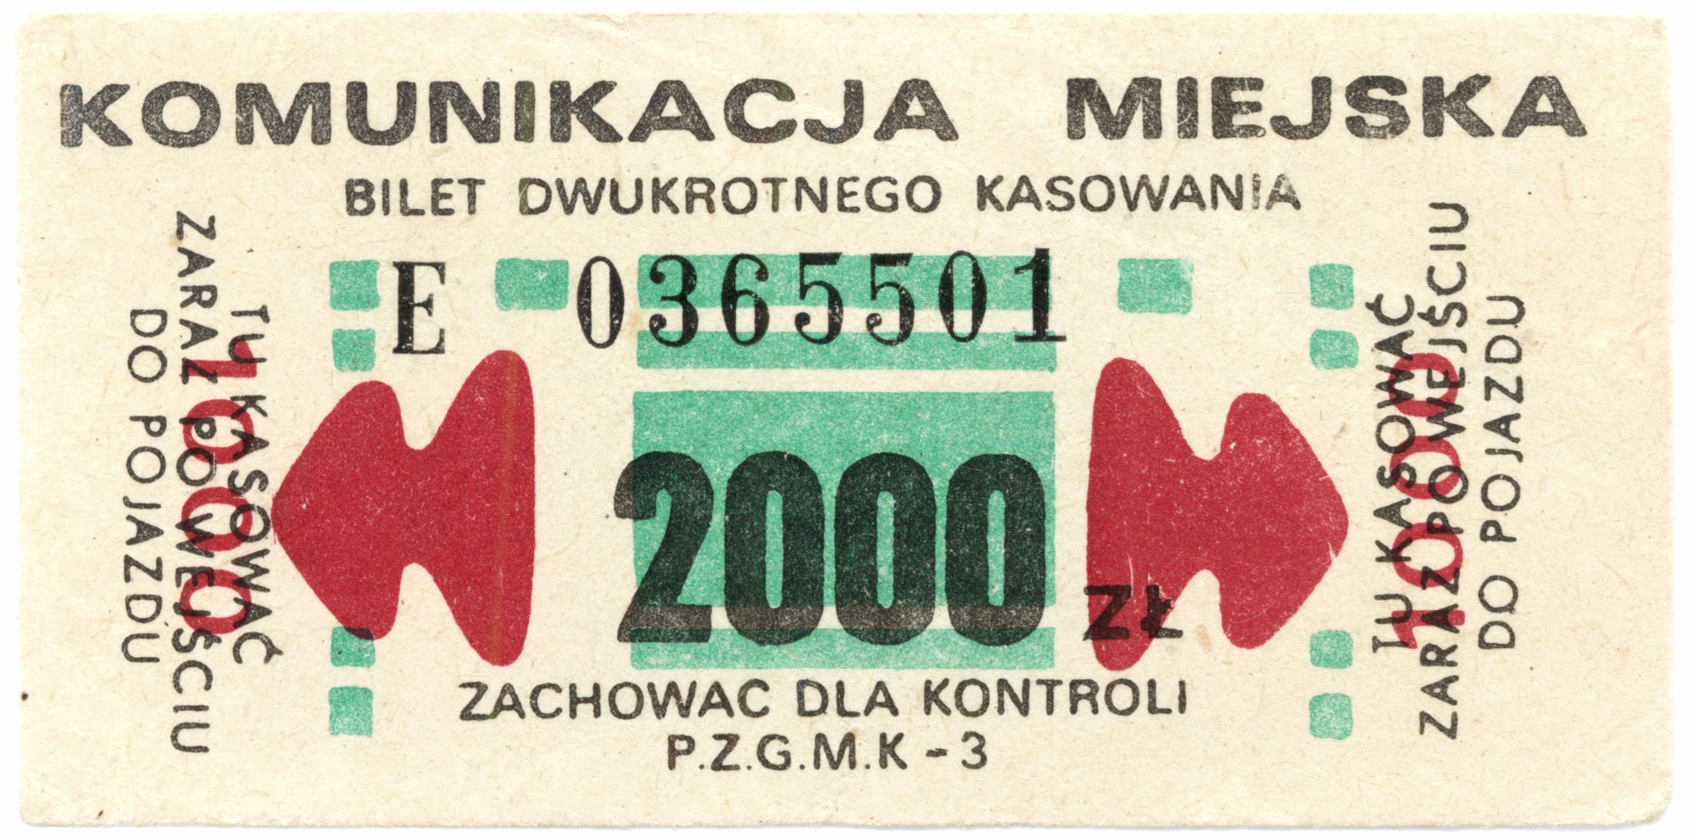 KOMUNIKACJA MIEJSKA
BILET DWUKROTNEGO KASOWANIA
E 0365501
2000 ZŁ
ZACHOWAC DLA KONTROLI
P.Z.G.M.K - 3
TU KASOWAĆ
ZARAZ PO WEJŚCIU
DO POJAZDU
1000
TU KASOWAĆ
ZARAZ PO WEJŚCIU
DO POJAZDU
1000